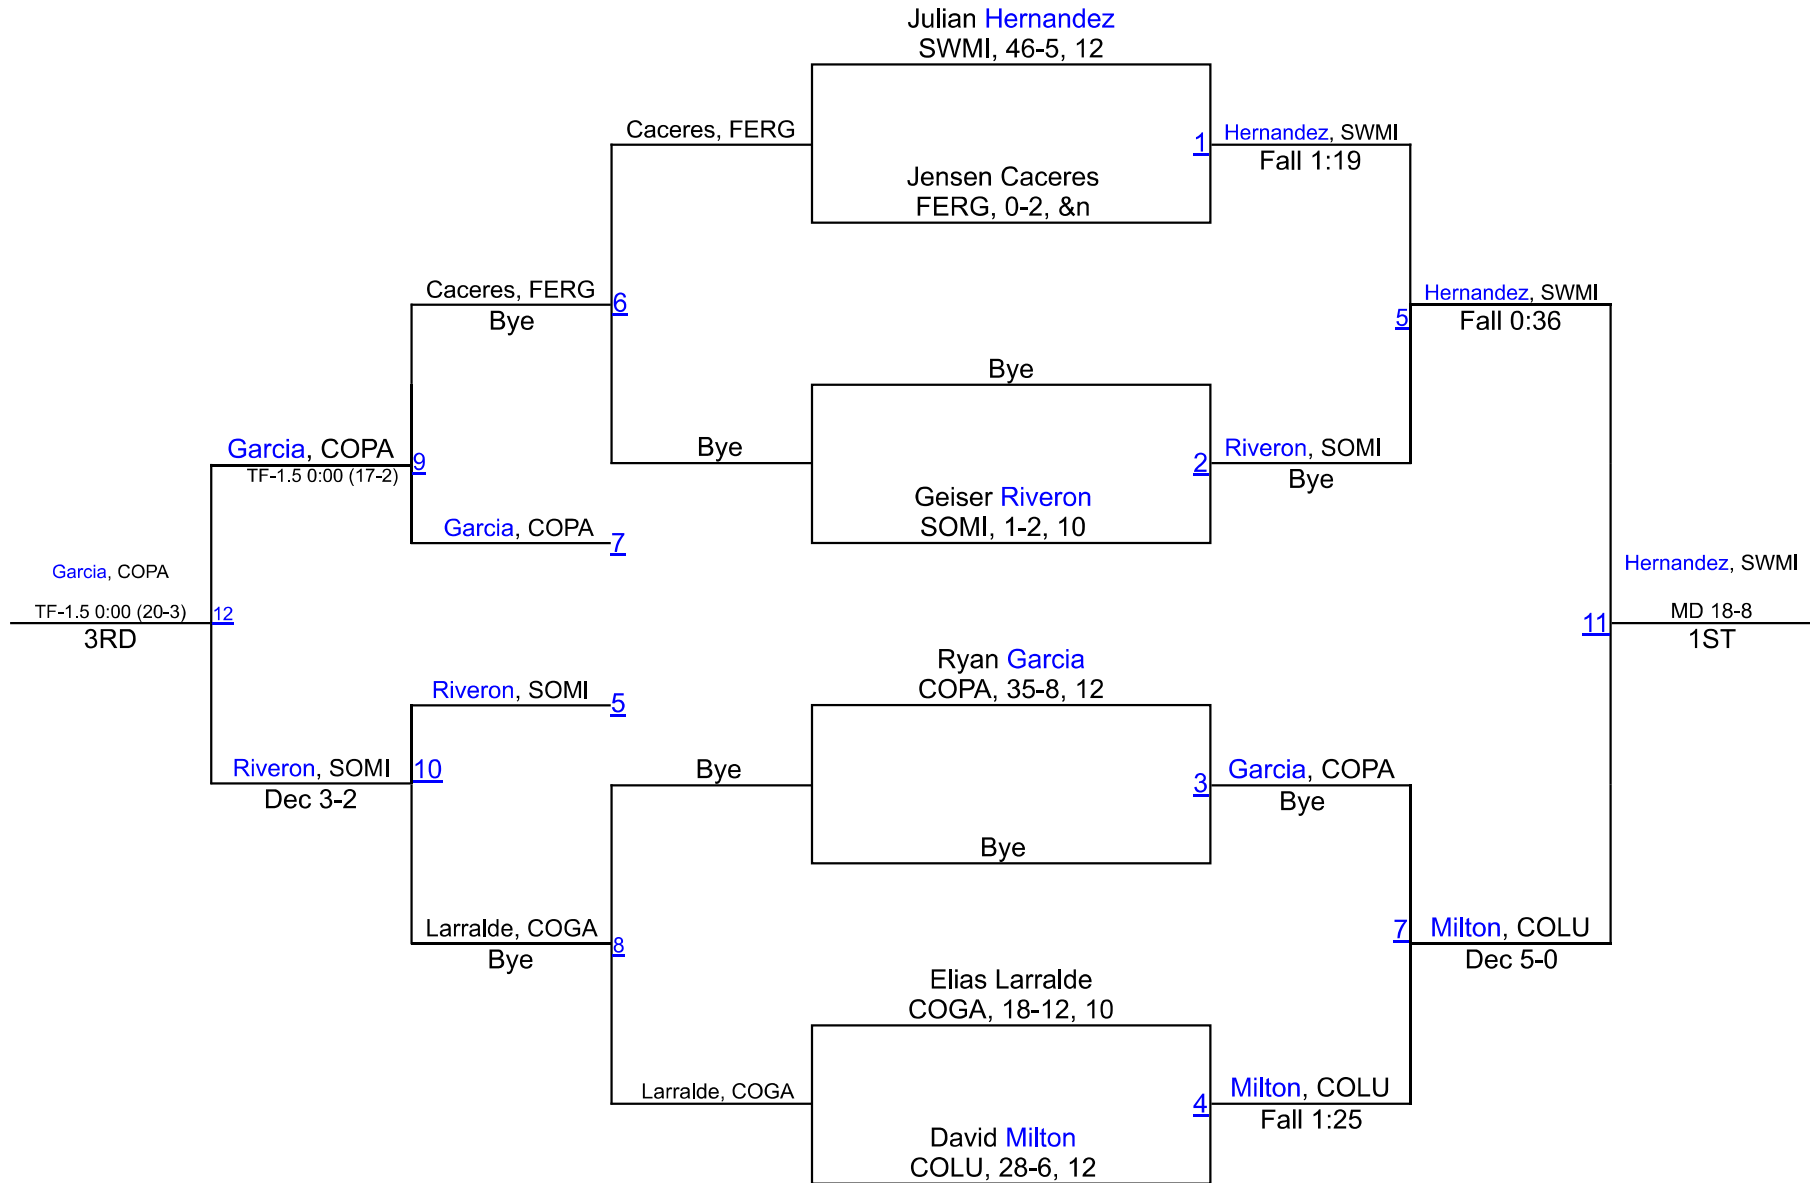 Julian Hernandez
SWMI, 46-5, 12
Caceres, FERG
1
Hernandez, SWMI
Fall 1:19
Jensen Caceres
FERG, 0-2, &n
Caceres, FERG
Bye
6
5
Hernandez, SWMI
Fall 0:36
Bye
Garcia, COPA
TF-1.5 0:00 (17-2)
9
Bye
2
Riveron, SOMI
Bye
Geiser Riveron
SOMI, 1-2, 10
Garcia, COPA
7
Garcia, COPA
TF-1.5 0:00 (20-3)
3RD
12
Hernandez, SWMI
11
MD 18-8
1ST
Ryan Garcia
COPA, 35-8, 12
Riveron, SOMI
5
Riveron, SOMI
Dec 3-2
10
Bye
3
Garcia, COPA
Bye
Bye
Larralde, COGA
Bye
8
7
Milton, COLU
Dec 5-0
Elias Larralde
COGA, 18-12, 10
Larralde, COGA
4
Milton, COLU
Fall 1:25
David Milton
COLU, 28-6, 12